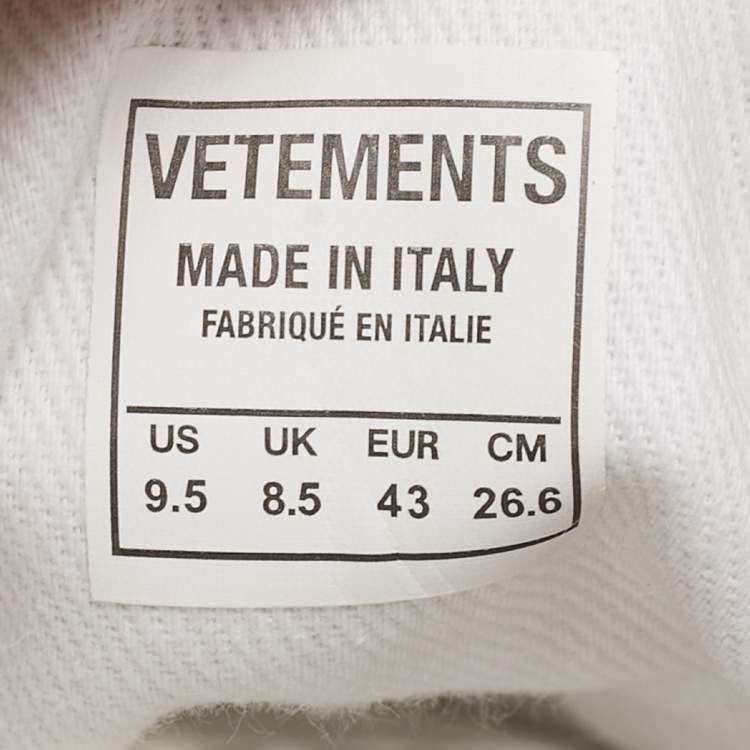 VETEMENTS
MADE IN ITALY
FABRIQUÉ EN ITALIE
US UK EUR CM
9.5 8.5 43 26.6